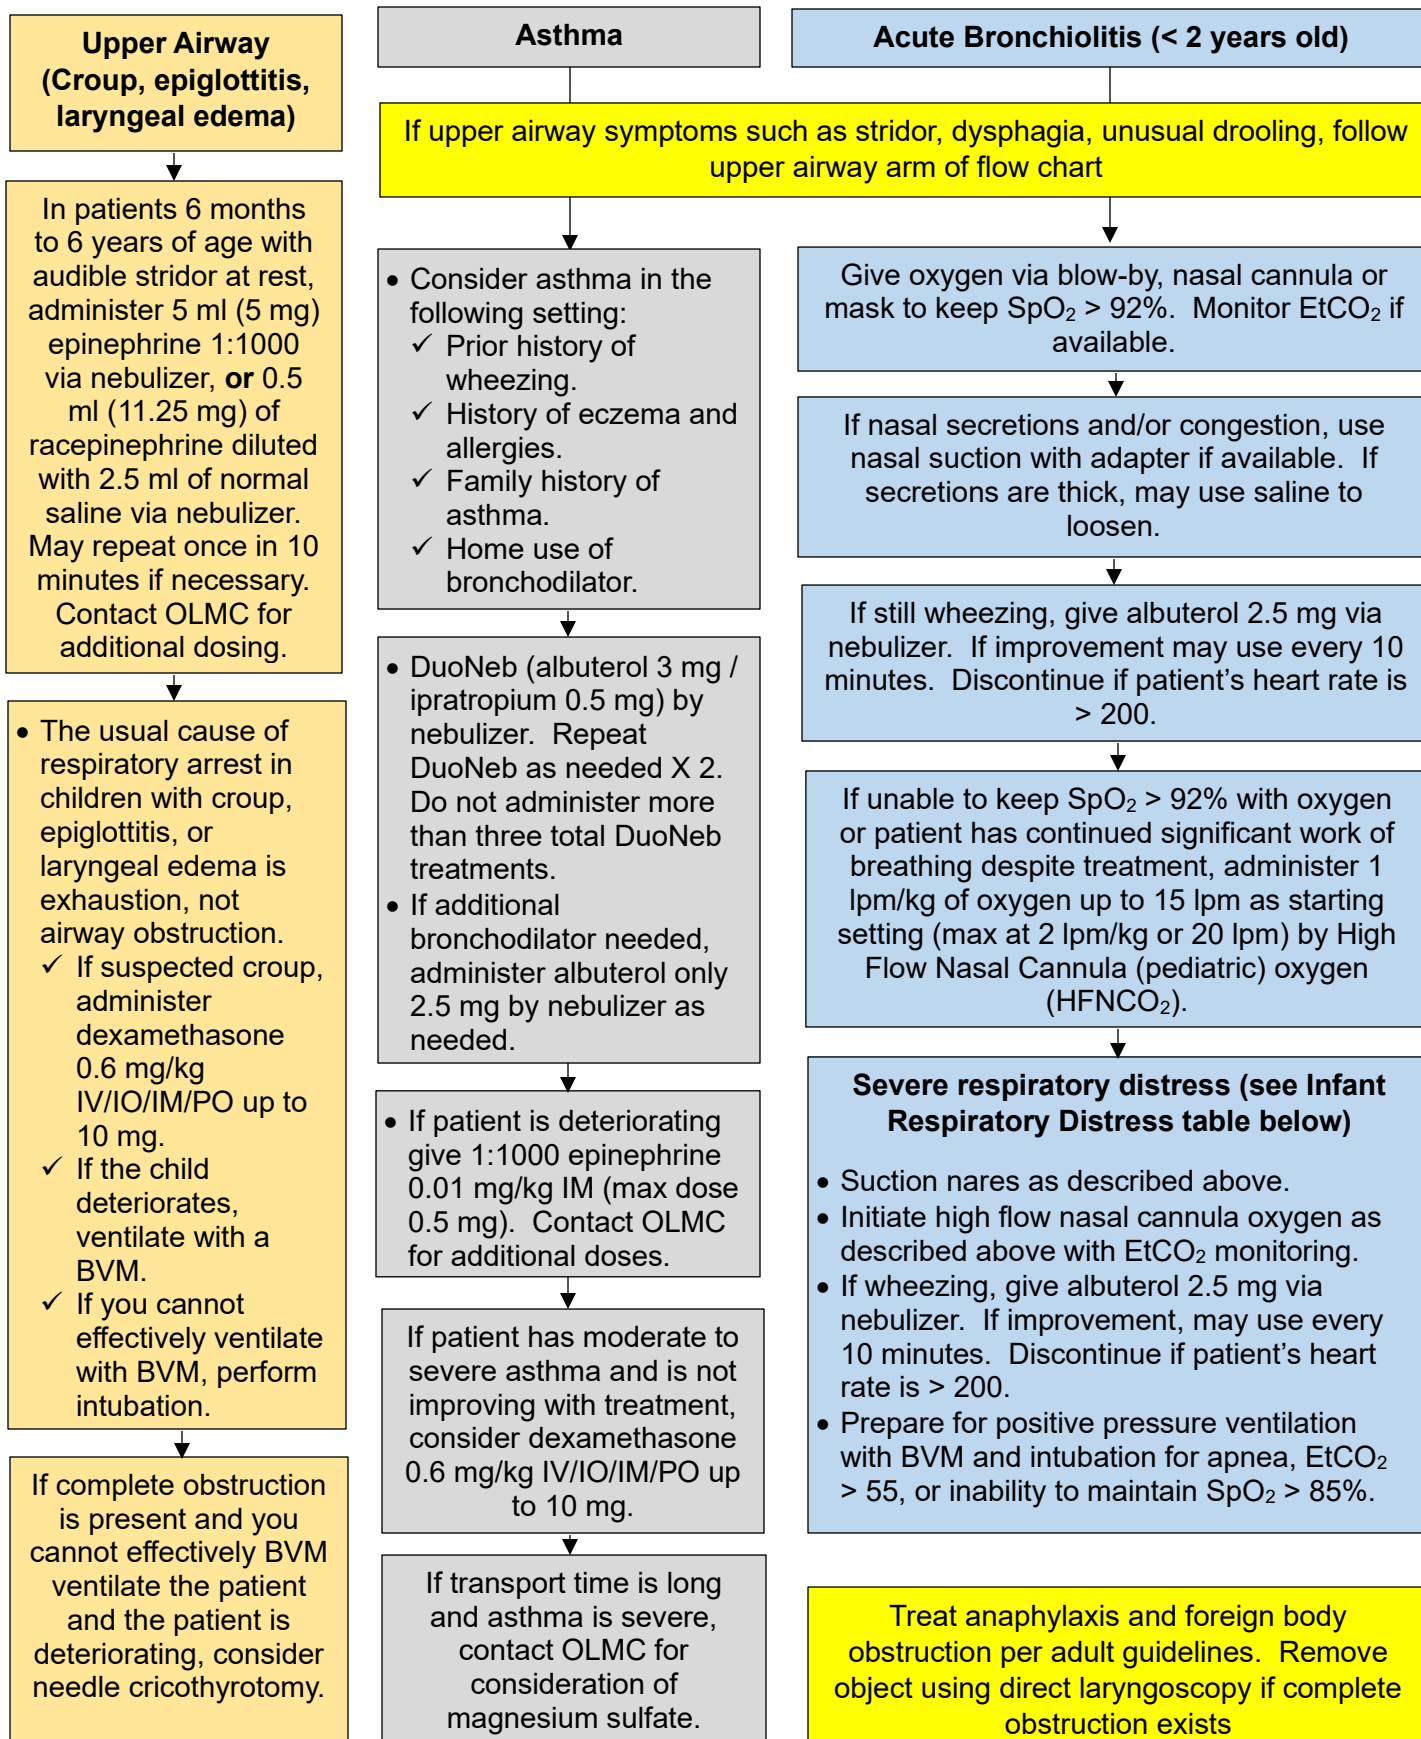 Upper Airway
(Croup, epiglottitis,
laryngeal edema)
In patients 6 months
to 6 years of age with
audible stridor at rest,
administer 5 ml (5 mg)
epinephrine 1:1000
via nebulizer, or 0.5
ml (11.25 mg) of
racepinephrine diluted
with 2.5 ml of normal
saline via nebulizer.
May repeat once in 10
minutes if necessary.
Contact OLMC for
additional dosing.
• The usual cause of
respiratory arrest in
children with croup,
epiglottitis, or
laryngeal edema is
exhaustion, not
airway obstruction.
✓ If suspected croup,
administer
dexamethasone
0.6 mg/kg
IV/IO/IM/PO up to
10 mg.
✓ If the child
deteriorates,
ventilate with a
BVM.
✓ If you cannot
effectively ventilate
with BVM, perform
intubation.
If complete obstruction
is present and you
cannot effectively BVM
ventilate the patient
and the patient is
deteriorating, consider
needle cricothyrotomy.
Asthma
Acute Bronchiolitis (< 2 years old)
If upper airway symptoms such as stridor, dysphagia, unusual drooling, follow
upper airway arm of flow chart
• Consider asthma in the
following setting:
✓ Prior history of
wheezing.
✓ History of eczema and
allergies.
✓ Family history of
asthma.
✓ Home use of
bronchodilator.
• DuoNeb (albuterol 3 mg /
ipratropium 0.5 mg) by
nebulizer. Repeat
DuoNeb as needed X 2.
Do not administer more
than three total DuoNeb
treatments.
• If additional
bronchodilator needed,
administer albuterol only
2.5 mg by nebulizer as
needed.
• If patient is deteriorating
give 1:1000 epinephrine
0.01 mg/kg IM (max dose
0.5 mg). Contact OLMC
for additional doses.
If patient has moderate to
severe asthma and is not
improving with treatment,
consider dexamethasone
0.6 mg/kg IV/IO/IM/PO up
to 10 mg.
If transport time is long
and asthma is severe,
contact OLMC for
consideration of
magnesium sulfate.
Give oxygen via blow-by, nasal cannula or
mask to keep SpO₂ > 92%. Monitor EtCO₂ if
available.
If nasal secretions and/or congestion, use
nasal suction with adapter if available. If
secretions are thick, may use saline to
loosen.
If still wheezing, give albuterol 2.5 mg via
nebulizer. If improvement may use every 10
minutes. Discontinue if patient's heart rate is
> 200.
If unable to keep SpO₂ > 92% with oxygen
or patient has continued significant work of
breathing despite treatment, administer 1
lpm/kg of oxygen up to 15 lpm as starting
setting (max at 2 lpm/kg or 20 lpm) by High
Flow Nasal Cannula (pediatric) oxygen
(HFNCO₂).
Severe respiratory distress (see Infant
Respiratory Distress table below)
• Suction nares as described above.
• Initiate high flow nasal cannula oxygen as
described above with EtCO₂ monitoring.
• If wheezing, give albuterol 2.5 mg via
nebulizer. If improvement, may use every
10 minutes. Discontinue if patient's heart
rate is > 200.
• Prepare for positive pressure ventilation
with BVM and intubation for apnea, EtCO₂
> 55, or inability to maintain SpO₂ > 85%.
Treat anaphylaxis and foreign body
obstruction per adult guidelines. Remove
object using direct laryngoscopy if complete
obstruction exists